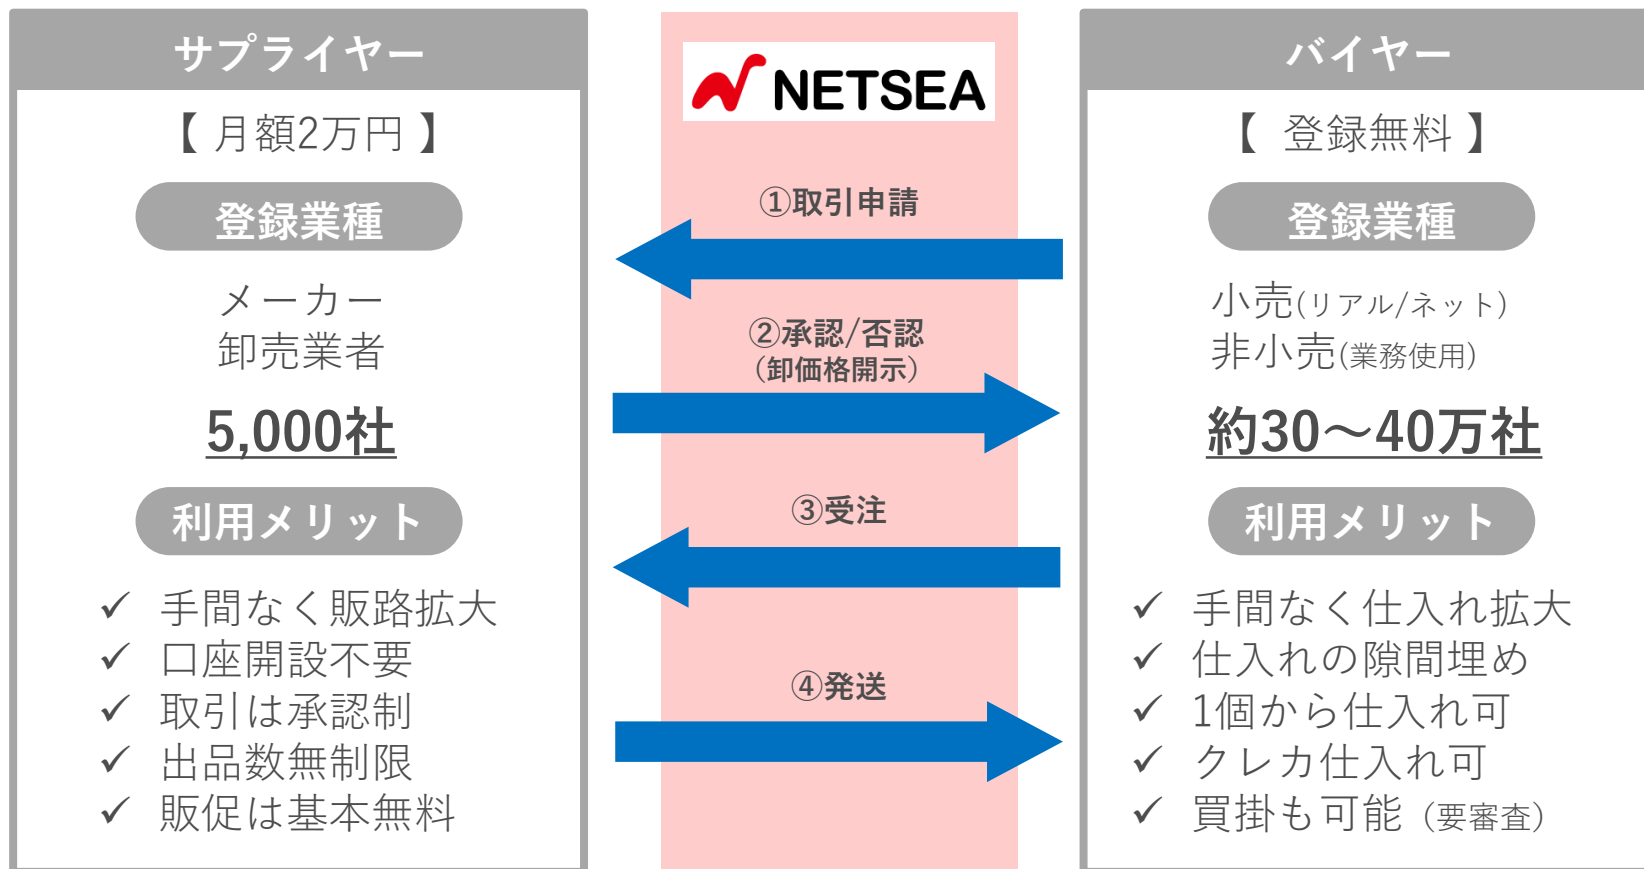 サプライヤー
【 月額2万円 】
登録業種
メーカー
卸売業者
5,000社
利用メリット
✓ 手間なく販路拡大
✓ 口座開設不要
✓ 取引は承認制
✓ 出品数無制限
✓ 販促は基本無料
NETSEA
①取引申請
②承認/否認
（卸価格開示）
③受注
④発送
バイヤー
【 登録無料 】
登録業種
小売(リアル/ネット)
非小売(業務使用)
約30～40万社
利用メリット
✓ 手間なく仕入れ拡大
✓ 仕入れの隙間埋め
✓ 1個から仕入れ可
✓ クレカ仕入れ可
✓ 買掛も可能（要審査）